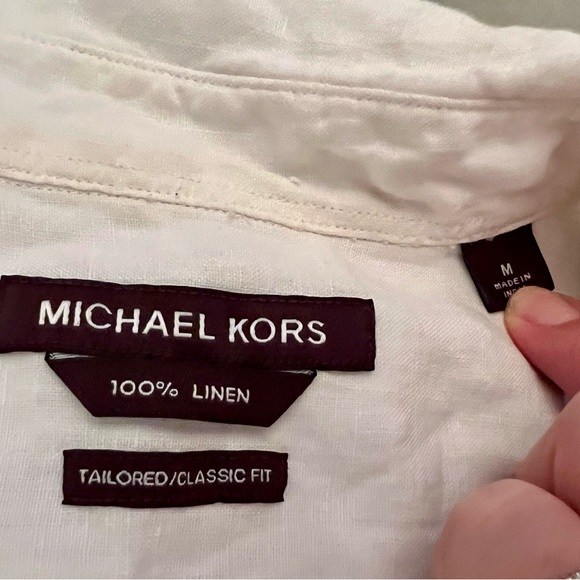 MICHAEL KORS
100% LINEN
TAILORED/CLASSIC FIT
M
MADE IN